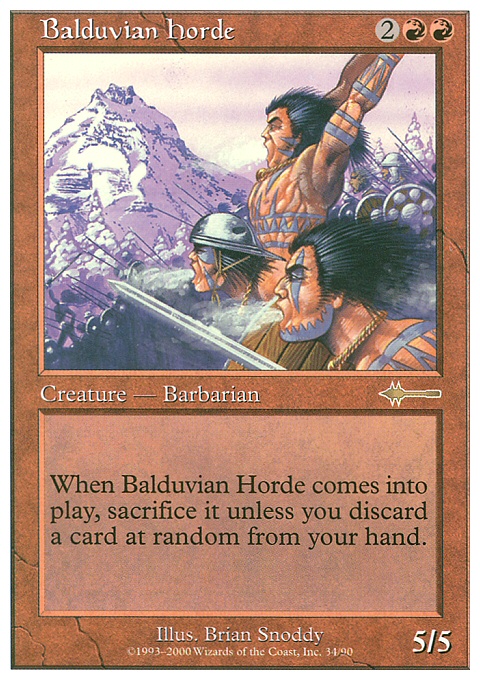 Balduvian Horde 2
Creature — Barbarian
When Balduvian Horde comes into
play, sacrifice it unless you discard
a card at random from your hand.
Illus. Brian Snoddy
©1993–2000 Wizards of the Coast, Inc. 34/90
5/5